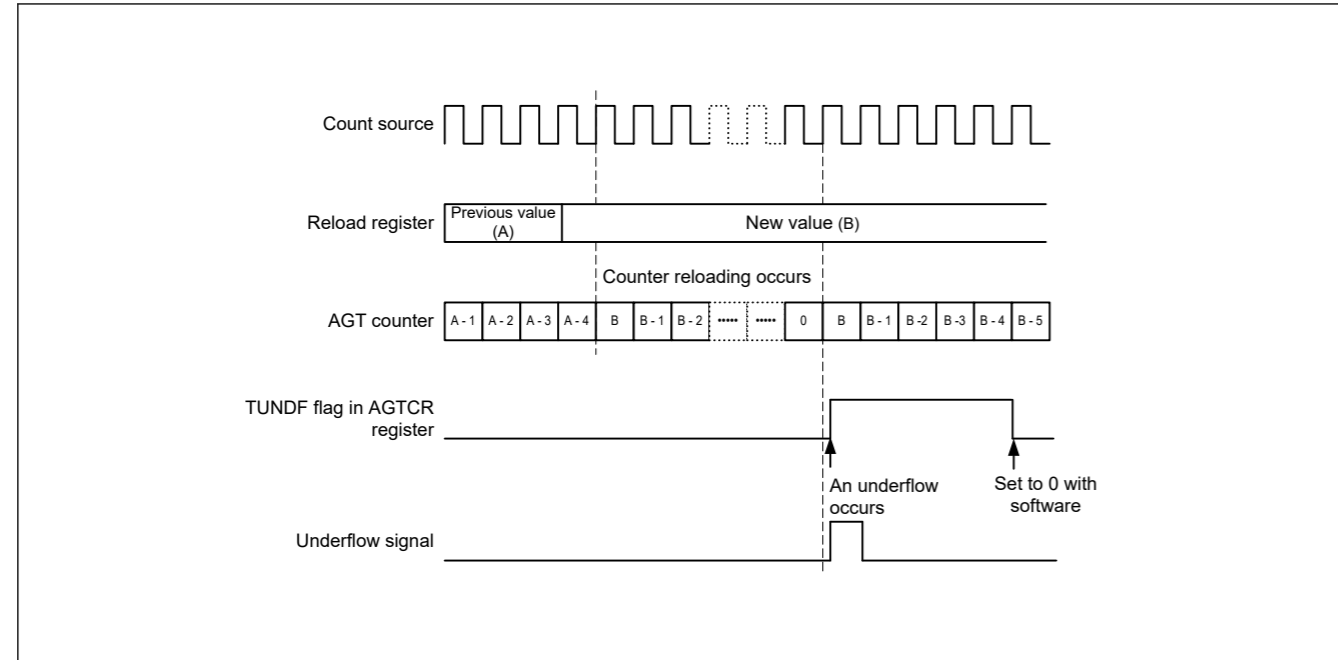 Count source
Reload register
Previous value
(A)
New value (B)
Counter reloading occurs
AGT counter
A - 1 A - 2 A - 3 A - 4 B B - 1 B - 2 ••••• ••••• 0 B B - 1 B -2 B -3 B - 4 B - 5
TUNDF flag in AGTCR
register
An underflow
occurs
Set to 0 with
software
Underflow signal